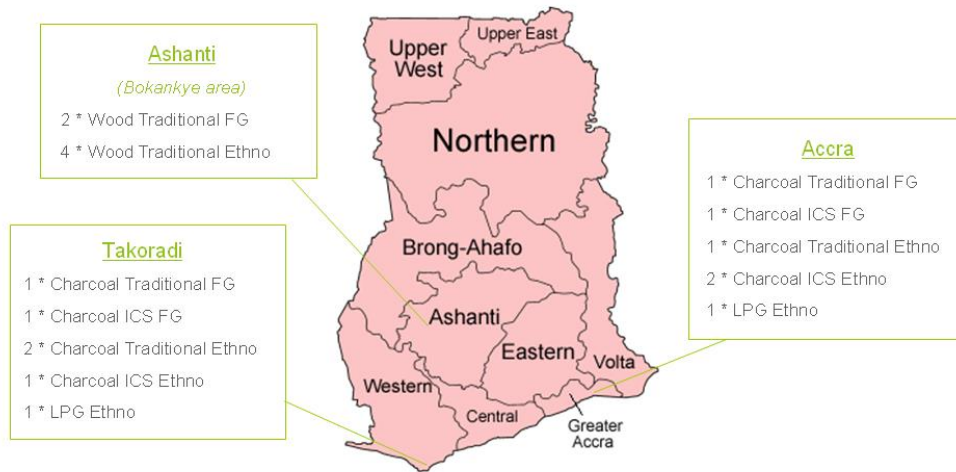 Ashanti
(Bokankye area)
2 * Wood Traditional FG
4 * Wood Traditional Ethno
Takoradi
1 * Charcoal Traditional FG
1 * Charcoal ICS FG
2 * Charcoal Traditional Ethno
1 * Charcoal ICS Ethno
1 * LPG Ethno
Upper
West
Upper East
Northern
Brong-Ahafo
Ashanti
Eastern
Volta
Western
Central
Greater
Accra
Accra
1 * Charcoal Traditional FG
1 * Charcoal ICS FG
1 * Charcoal Traditional Ethno
2 * Charcoal ICS Ethno
1 * LPG Ethno